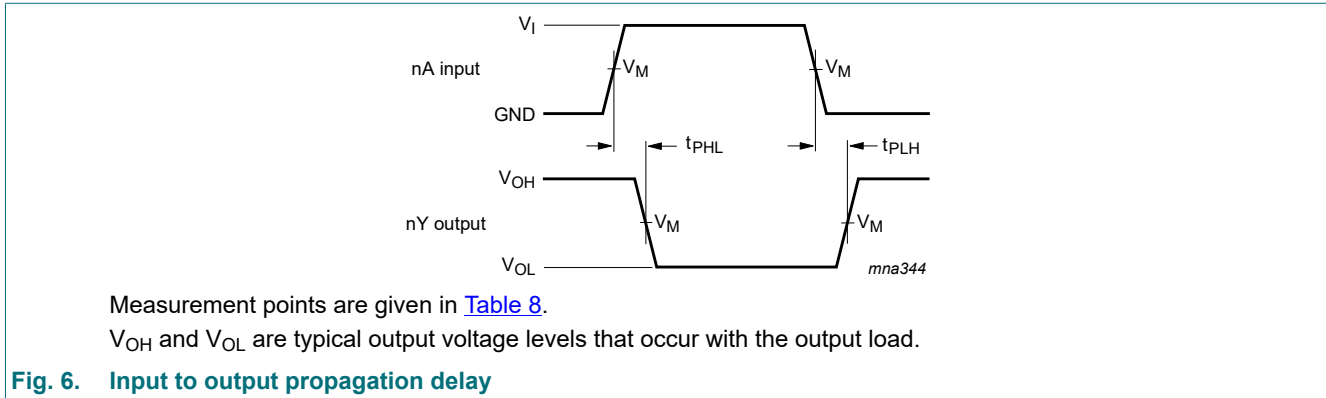 V_I
nA input
V_M
V_M
GND
t_PHL
t_PLH
V_OH
nY output
V_M
V_M
V_OL
mna344
Measurement points are given in Table 8.
V_OH and V_OL are typical output voltage levels that occur with the output load.
Fig. 6. Input to output propagation delay